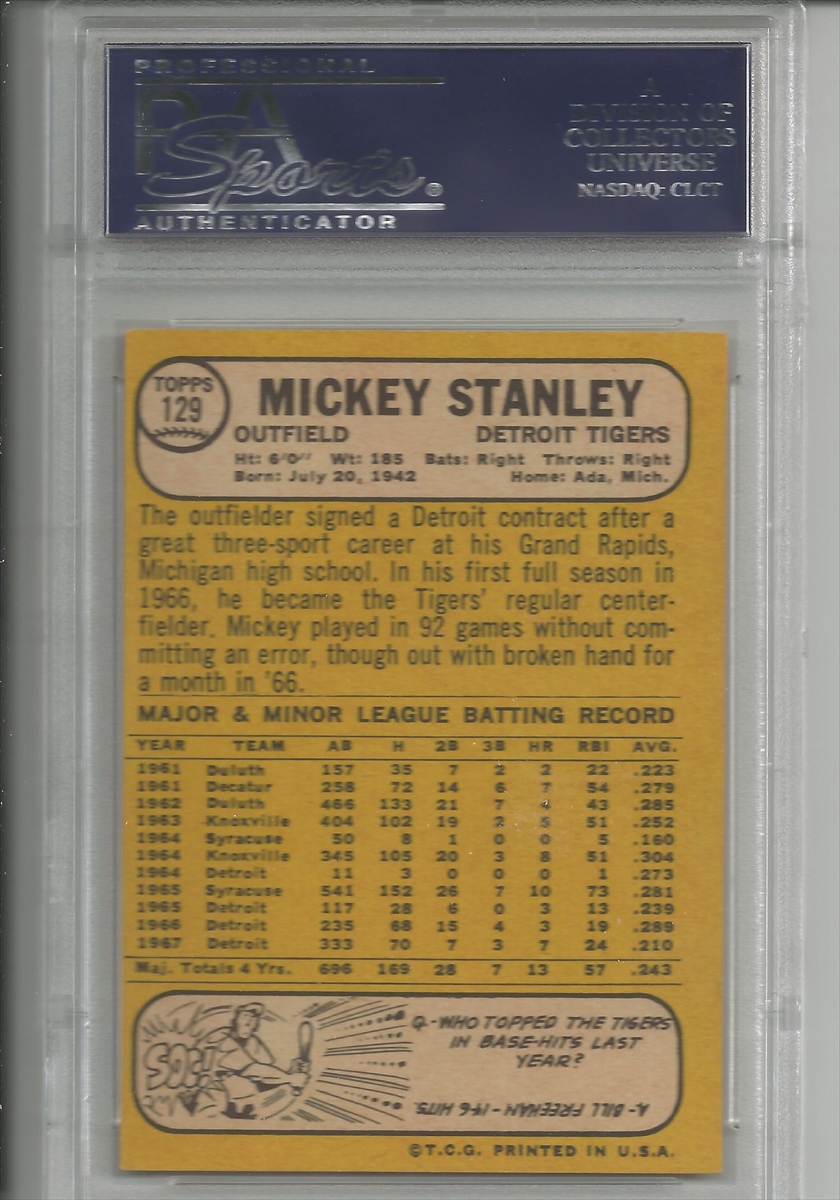 PROFESSIONAL
PSA
Sports®
AUTHENTICATOR
A
DIVISION OF
COLLECTORS
UNIVERSE
NASDAQ: CLCT
TOPPS
129
MICKEY STANLEY
OUTFIELD DETROIT TIGERS
Ht: 6'0" Wt: 185 Bats: Right Throws: Right
Born: July 20, 1942 Home: Ada, Mich.
The outfielder signed a Detroit contract after a
great three-sport career at his Grand Rapids,
Michigan high school. In his first full season in
1966, he became the Tigers' regular center-
fielder. Mickey played in 92 games without com-
mitting an error, though out with broken hand for
a month in '66.
MAJOR & MINOR LEAGUE BATTING RECORD
YEAR TEAM AB H 2B 3B HR RBI AVG.
1961 Duluth 157 35 7 2 2 22 .223
1961 Decatur 258 72 14 6 7 54 .279
1962 Duluth 466 133 21 7 4 43 .285
1963 Knoxville 404 102 19 2 5 51 .252
1964 Syracuse 50 8 1 0 0 5 .160
1964 Knoxville 345 105 20 3 8 51 .304
1964 Detroit 11 3 0 0 0 1 .273
1965 Syracuse 541 152 26 7 10 73 .281
1965 Detroit 117 28 6 0 3 13 .239
1966 Detroit 235 68 15 4 3 19 .289
1967 Detroit 333 70 7 3 7 24 .210
Maj. Totals 4 Yrs. 696 169 28 7 13 57 .243
SOC!
Q.-WHO TOPPED THE TIGERS
IN BASE-HITS LAST
YEAR?
A.-BILL FREEHAN-146 HITS.
©T.C.G. PRINTED IN U.S.A.